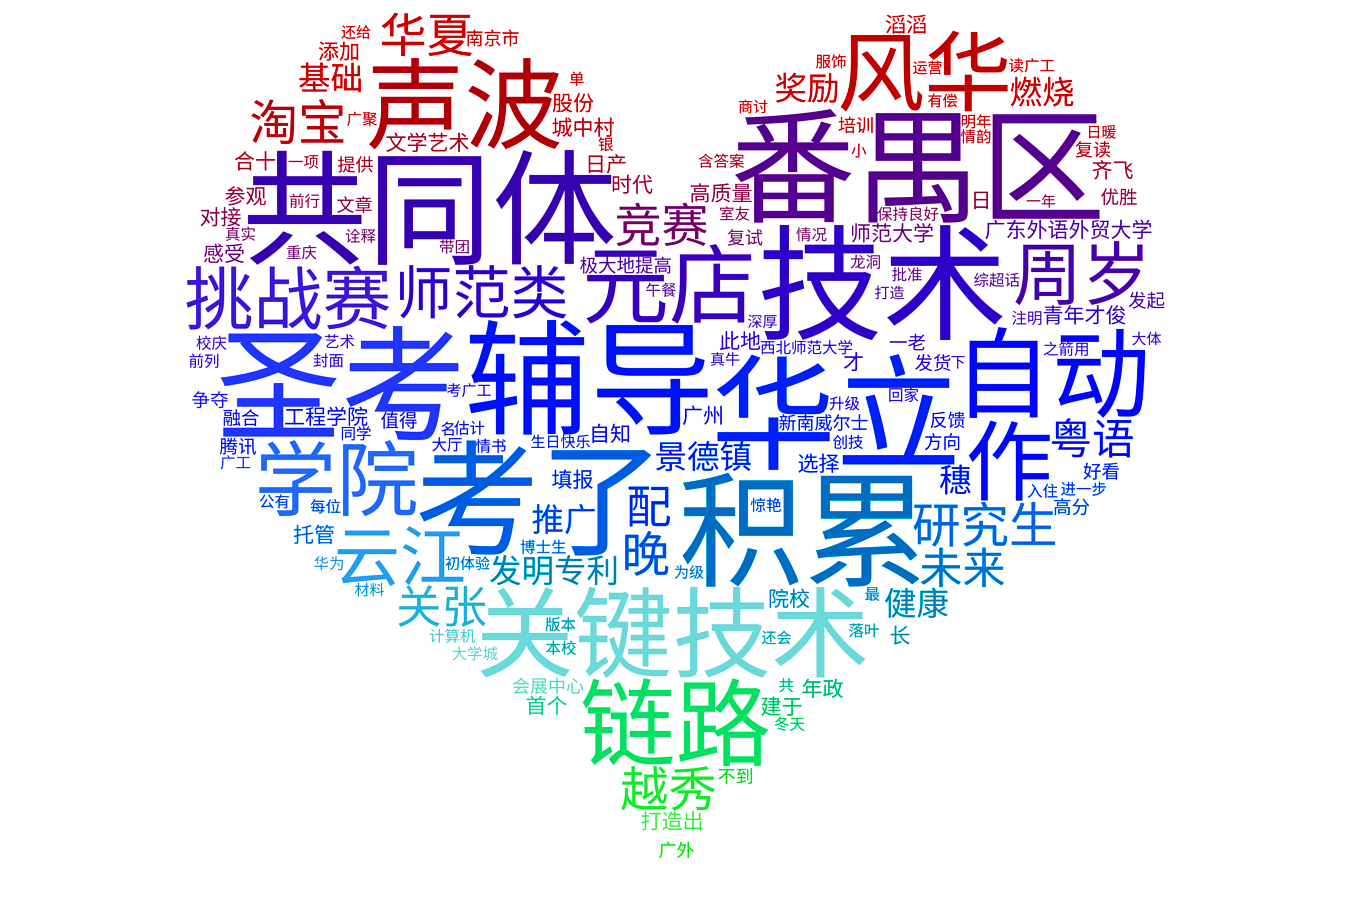 滔滔
还给
华夏
南京市
添加
服饰
风华
运营
读广工
基础
声波
单
奖励
有偿
燃烧
淘宝
广聚
股份
商讨
城中村
番禺区
培训
明年
情韵
日暖
文学艺术
银
小
复读
合十
一项
提供
共同体
日产
含答案
齐飞
参观
前行
文章
时代
高质量
日
一年
优胜
对接
竞赛
室友
保持良好
真实
诠释
复试
情况
师范大学
广东外语外贸大学
感受
重庆
带团
元店
技术
龙洞
周岁
挑战赛
师范类
极大地提高
午餐
批准
综超话
打造
发起
深厚
注明
青年才俊
校庆
艺术
圣考
辅导
此地
西北师范大学
一老
自动
之箭用
大体
前列
封面
真牛
华立
才
发货
下
争夺
考广工
回家
融合
工程学院
值得
广州
升级
新南威尔士
反馈
作
粤语
同学
名估计
自知
创技
方向
腾讯
大厅
情书
生日快乐
景德镇
选择
广工
学院
考了
填报
穗
好看
公有
每位
配
积累
惊艳
入住
进一步
高分
托管
推广
研究生
云江
博士生
晚
华为
初体验
发明专利
为级
未来
材料
关张
关键技术
院校
最
健康
计算机
版本
还会
落叶
长
大学城
本校
会展中心
链路
共
年政
首个
建于
冬天
越秀
不到
打造出
广外